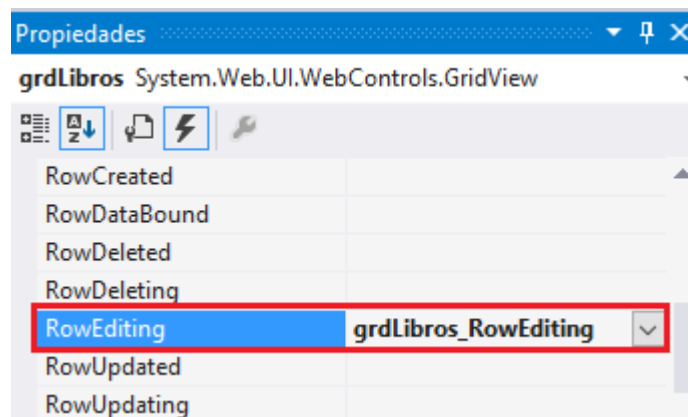 Propiedades
grdLibros System.Web.UI.WebControls.GridView
RowCreated
RowDataBound
RowDeleted
RowDeleting
RowEditing grdLibros_RowEditing
RowUpdated
RowUpdating